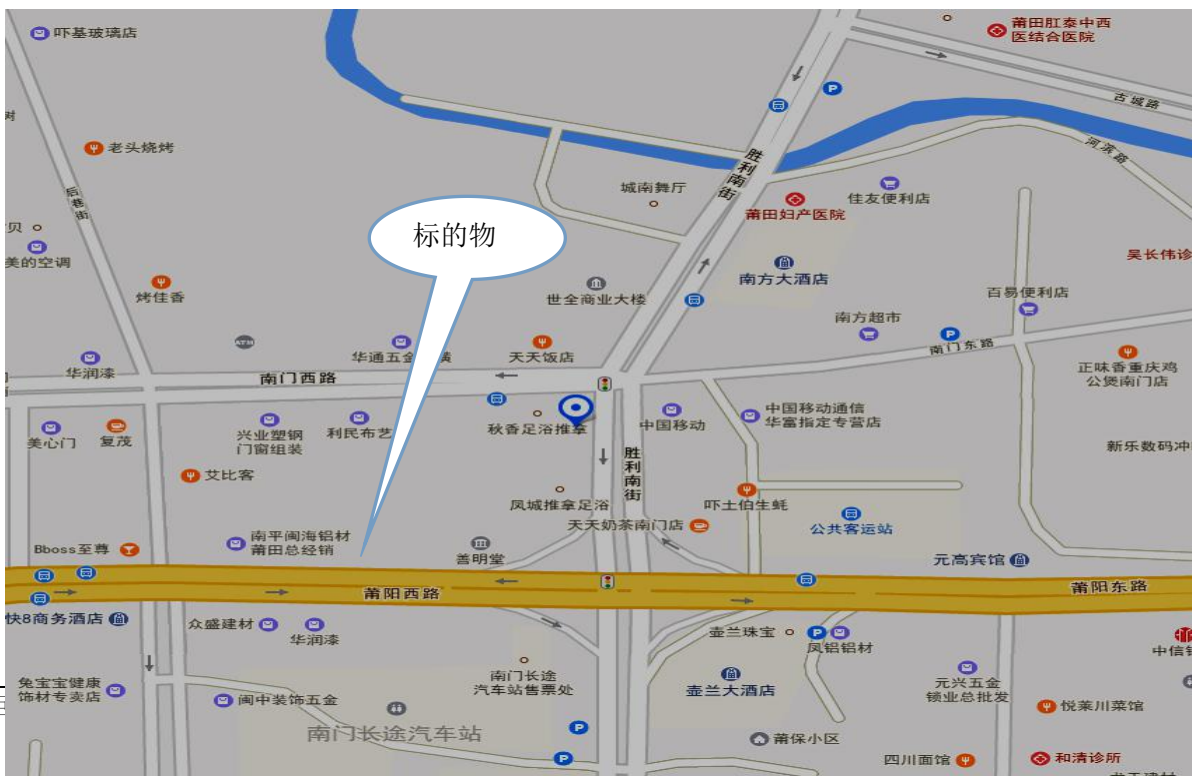 吓基玻璃店
莆田肛泰中西
医结合医院
古城路
树
老头烧烤
胜利南街
河东路
后巷街
城南舞厅
佳友便利店
莆田妇产医院
贝
标的物
美的空调
吴长伟诊
南方大酒店
烤佳香
世全商业大楼
百易便利店
南方超市
ATM
华通五金
装
天天饭店
南门东路
华润漆
南门西路
正味香重庆鸡
公煲南门店
中国移动通信
华富指定专营店
秋香足浴推拿
中国移动
美心门
复茂
兴业塑钢
门窗组装
利民布艺
新乐数码冲
胜利南街
艾比客
凤城推拿足浴
吓土伯生蚝
天天奶茶南门店
公共客运站
南平闽海铝材
莆田总经销
Bboss至尊
善明堂
元高宾馆
莆阳西路
莆阳东路
快8商务酒店
众盛建材
华润漆
壶兰珠宝
凤铝铝材
中信银
南门长途
汽车站售票处
兔宝宝健康
饰材专卖店
闽中装饰五金
壶兰大酒店
元兴五金
锁业总批发
悦莱川菜馆
南门长途汽车站
莆保小区
四川面馆
和清诊所